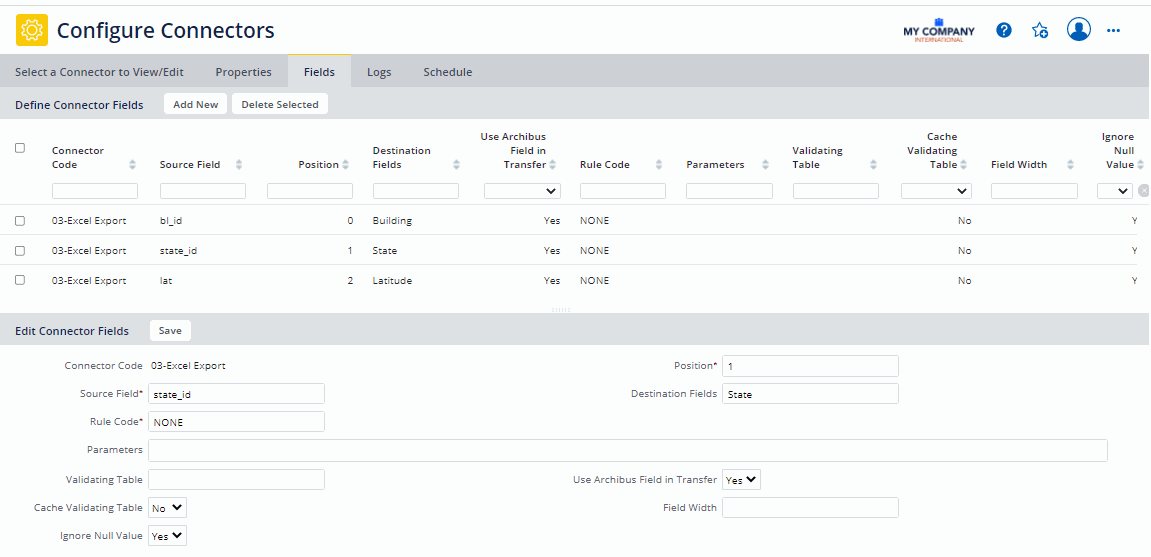 Configure Connectors
MY COMPANY
INTERNATIONAL
Select a Connector to View/Edit Properties Fields Logs Schedule
Define Connector Fields Add New Delete Selected
Connector Code Source Field Position Destination Fields Use Archibus Field in Transfer Rule Code Parameters Validating Table Cache Validating Table Field Width Ignore Null Value
03-Excel Export bl_id 0 Building Yes NONE No Y
03-Excel Export state_id 1 State Yes NONE No Y
03-Excel Export lat 2 Latitude Yes NONE No Y
Edit Connector Fields Save
Connector Code 03-Excel Export Position* 1
Source Field* state_id Destination Fields State
Rule Code* NONE
Parameters
Validating Table Use Archibus Field in Transfer Yes
Cache Validating Table No Field Width
Ignore Null Value Yes